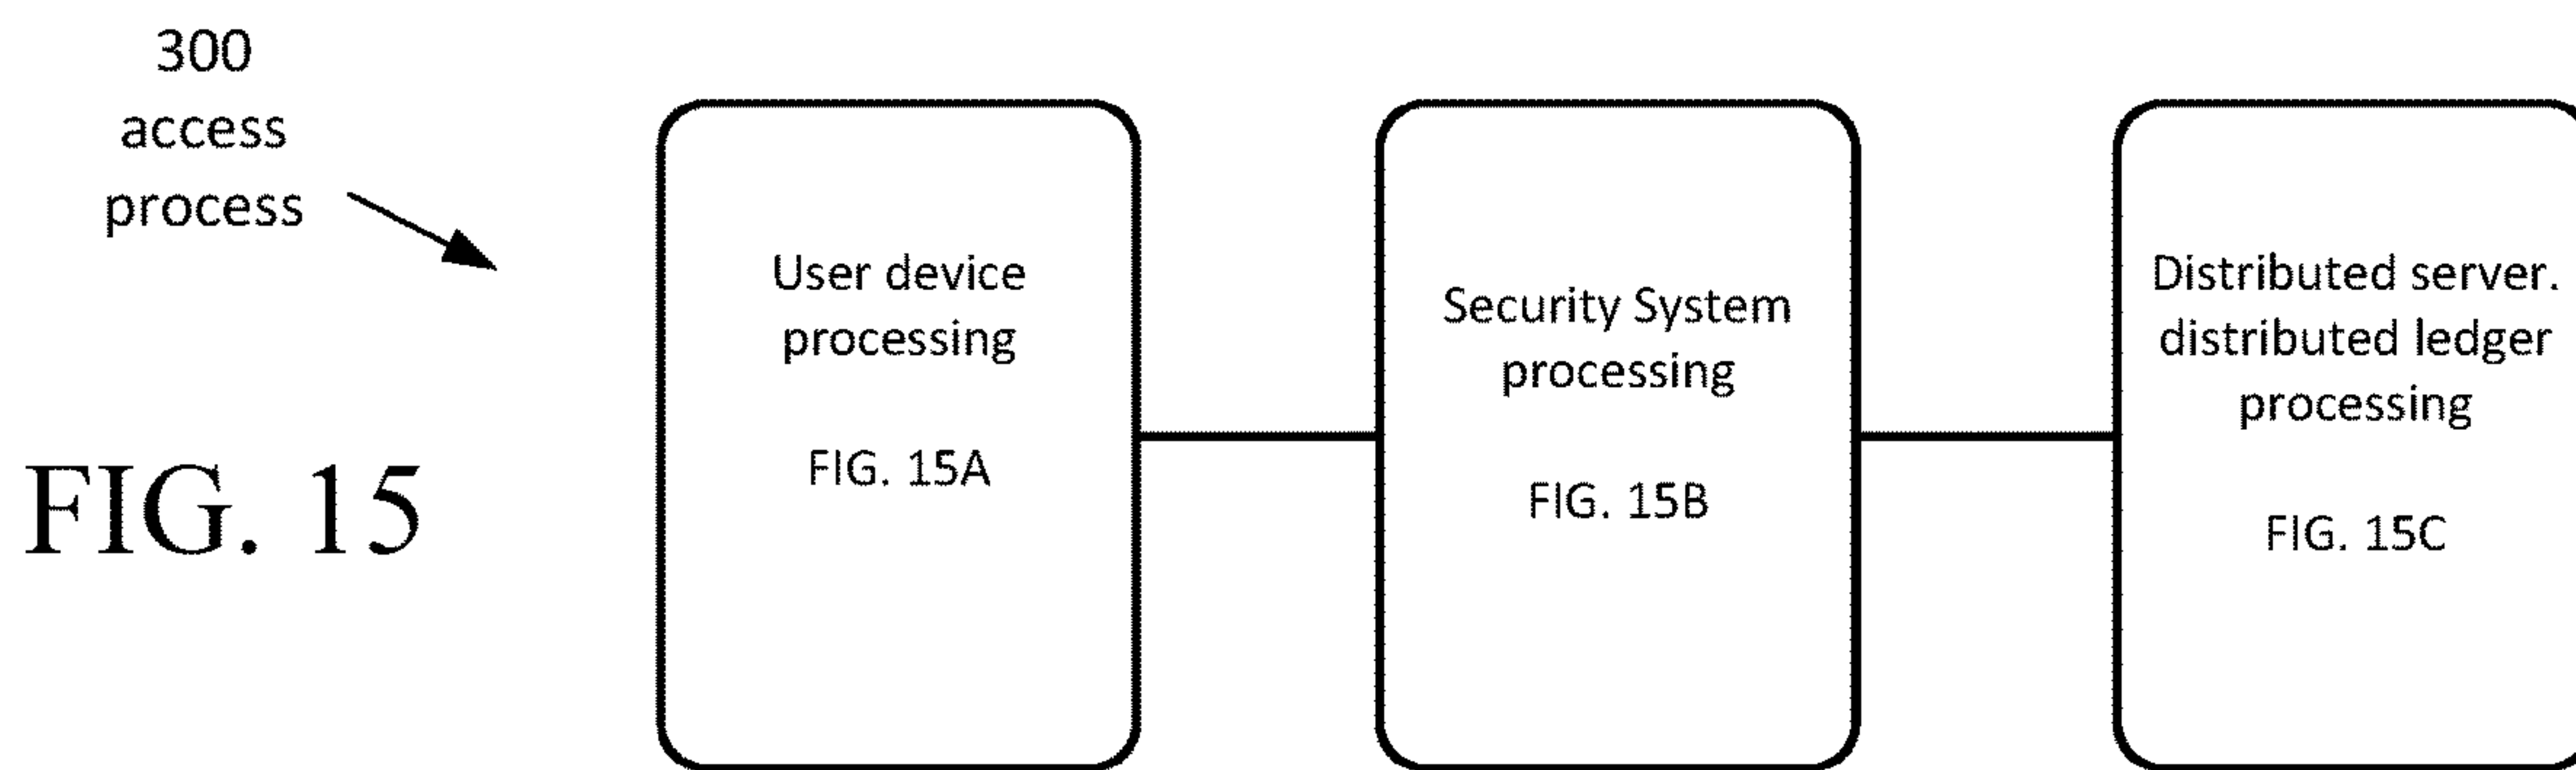 300
access
process
FIG. 15
User device
processing
FIG. 15A
Security System
processing
FIG. 15B
Distributed server.
distributed ledger
processing
FIG. 15C